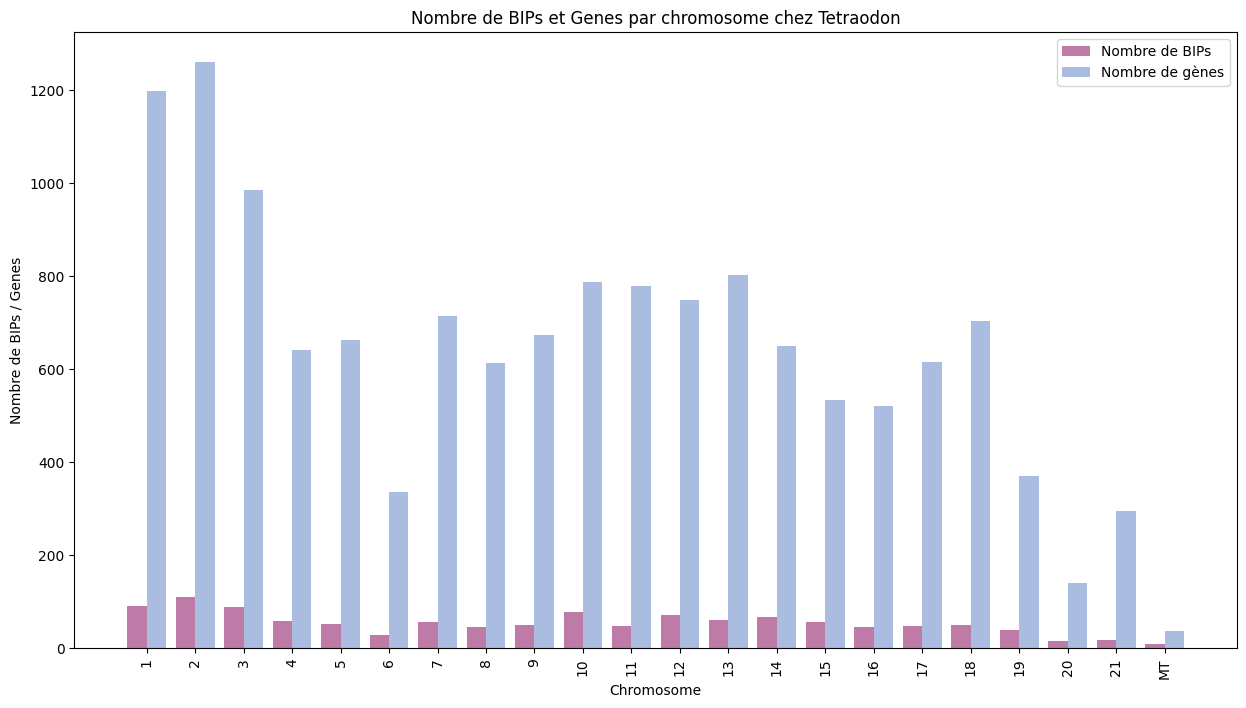 Nombre de BIPs et Genes par chromosome chez Tetraodon
Nombre de BIPs
Nombre de gènes
Nombre de BIPs / Genes
1200
1000
800
600
400
200
0
1 2 3 4 5 6 7 8 9 10 11 12 13 14 15 16 17 18 19 20 21 MT
Chromosome